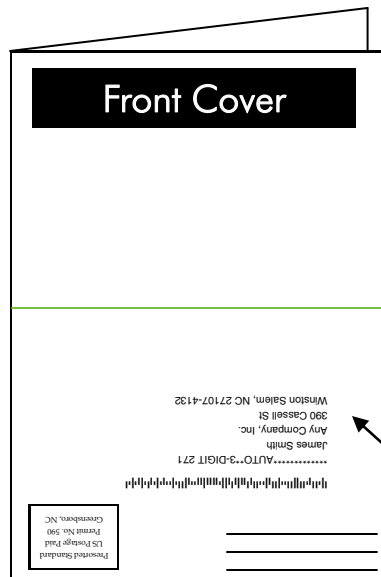 Front Cover
**************AUTO**3-DIGIT 271
James Smith
Any Company, Inc.
390 Cassell St
Winston Salem, NC 27107-4132
Presorted Standard
US Postage Paid
Permit No. 590
Greensboro, NC